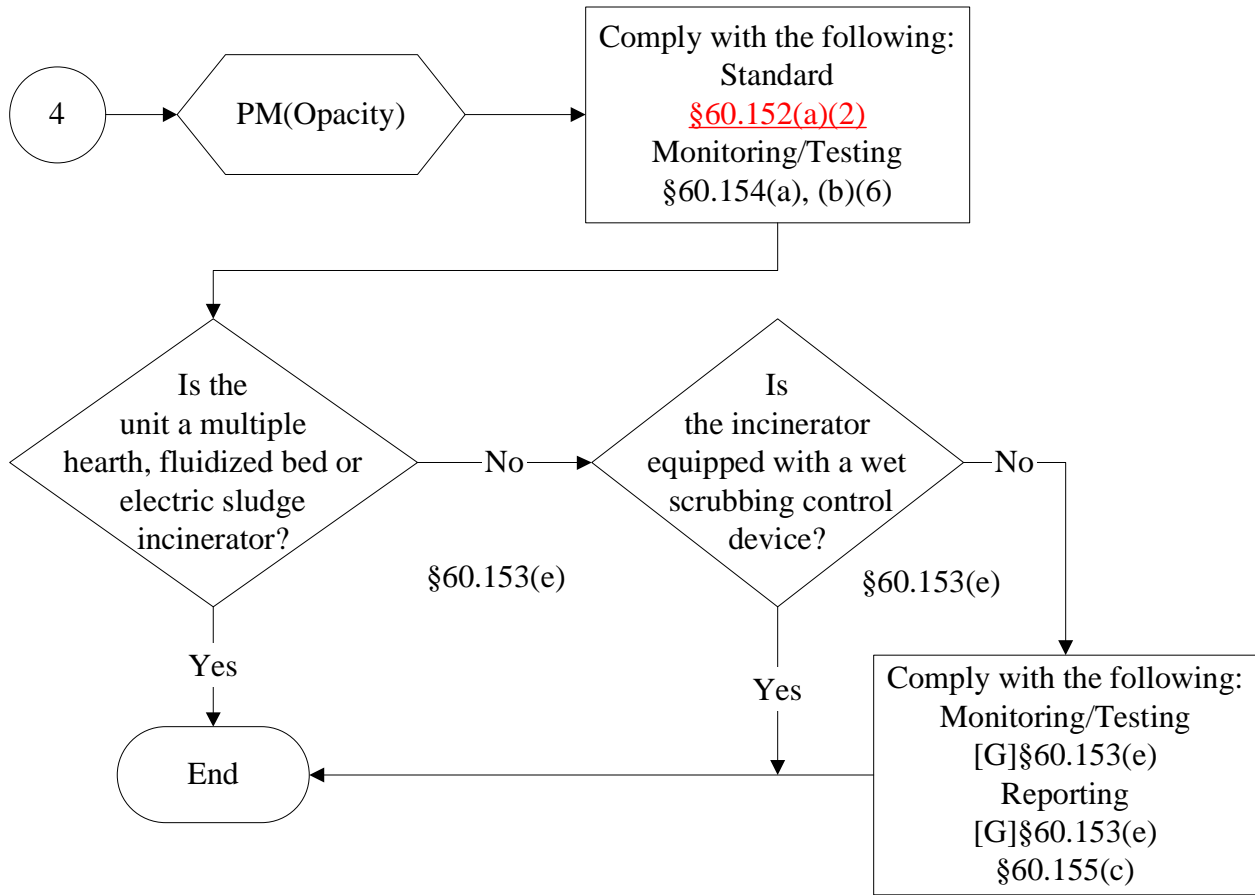 4
PM(Opacity)
Comply with the following:
Standard
§60.152(a)(2)
Monitoring/Testing
§60.154(a), (b)(6)
Is the
unit a multiple
hearth, fluidized bed or
electric sludge
incinerator?
No
§60.153(e)
Is
the incinerator
equipped with a wet
scrubbing control
device?
No
§60.153(e)
Yes
Yes
Comply with the following:
Monitoring/Testing
[G]§60.153(e)
Reporting
[G]§60.153(e)
§60.155(c)
End